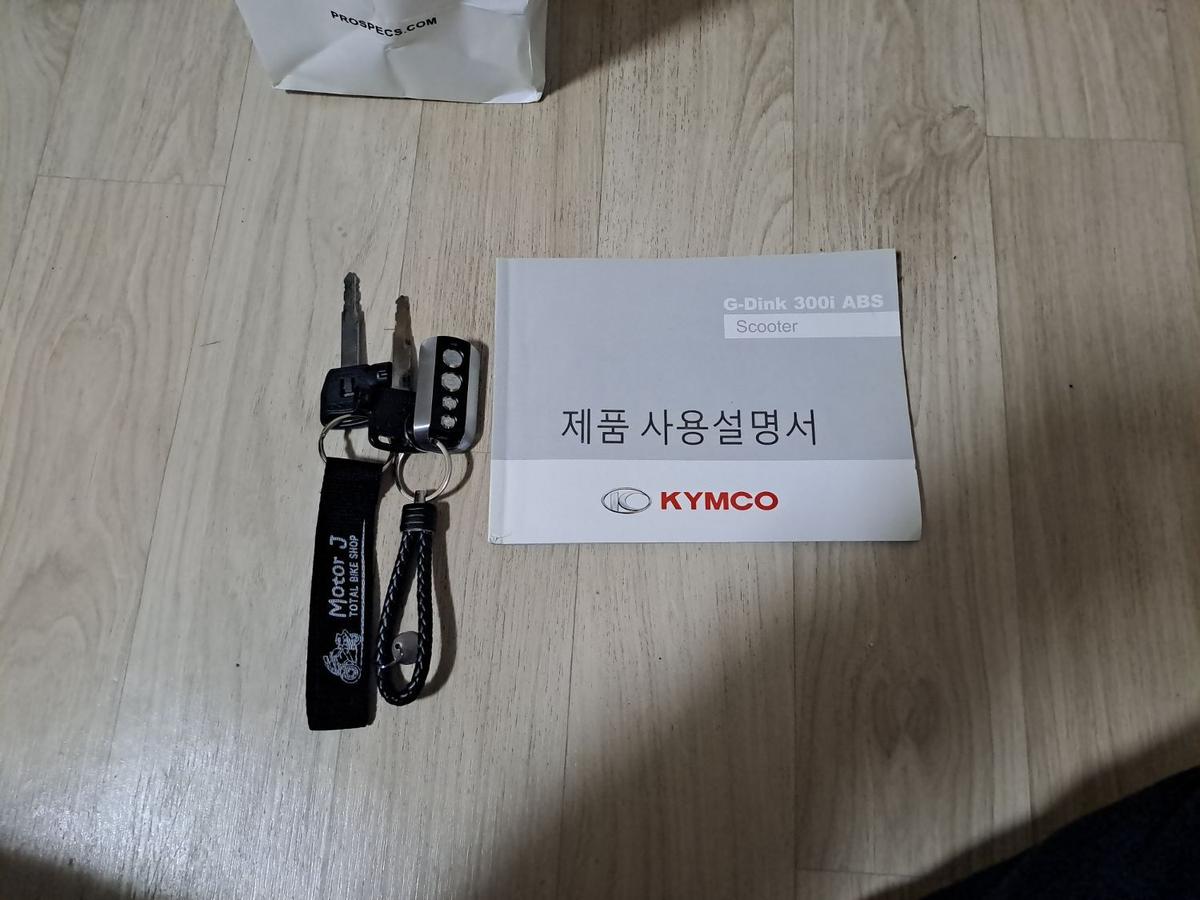 PROSPECS.COM
G-Dink 300i ABS
Scooter
제품 사용설명서
KYMCO
Motor J
TOTAL BIKE SHOP